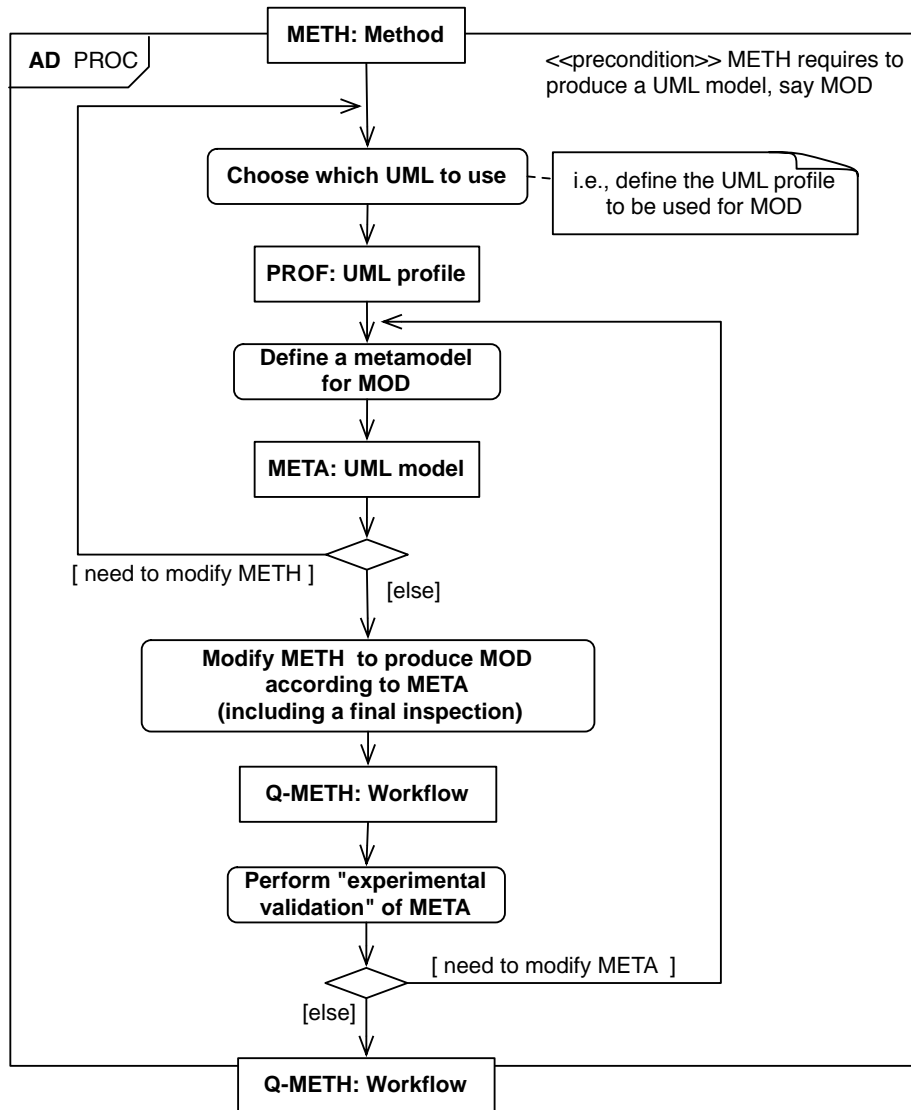 METH: Method
AD PROC
<<precondition>> METH requires to
produce a UML model, say MOD
Choose which UML to use
i.e., define the UML profile
to be used for MOD
PROF: UML profile
Define a metamodel
for MOD
META: UML model
[ need to modify METH ]
[else]
Modify METH to produce MOD
according to META
(including a final inspection)
Q-METH: Workflow
Perform "experimental
validation" of META
[ need to modify META ]
[else]
Q-METH: Workflow